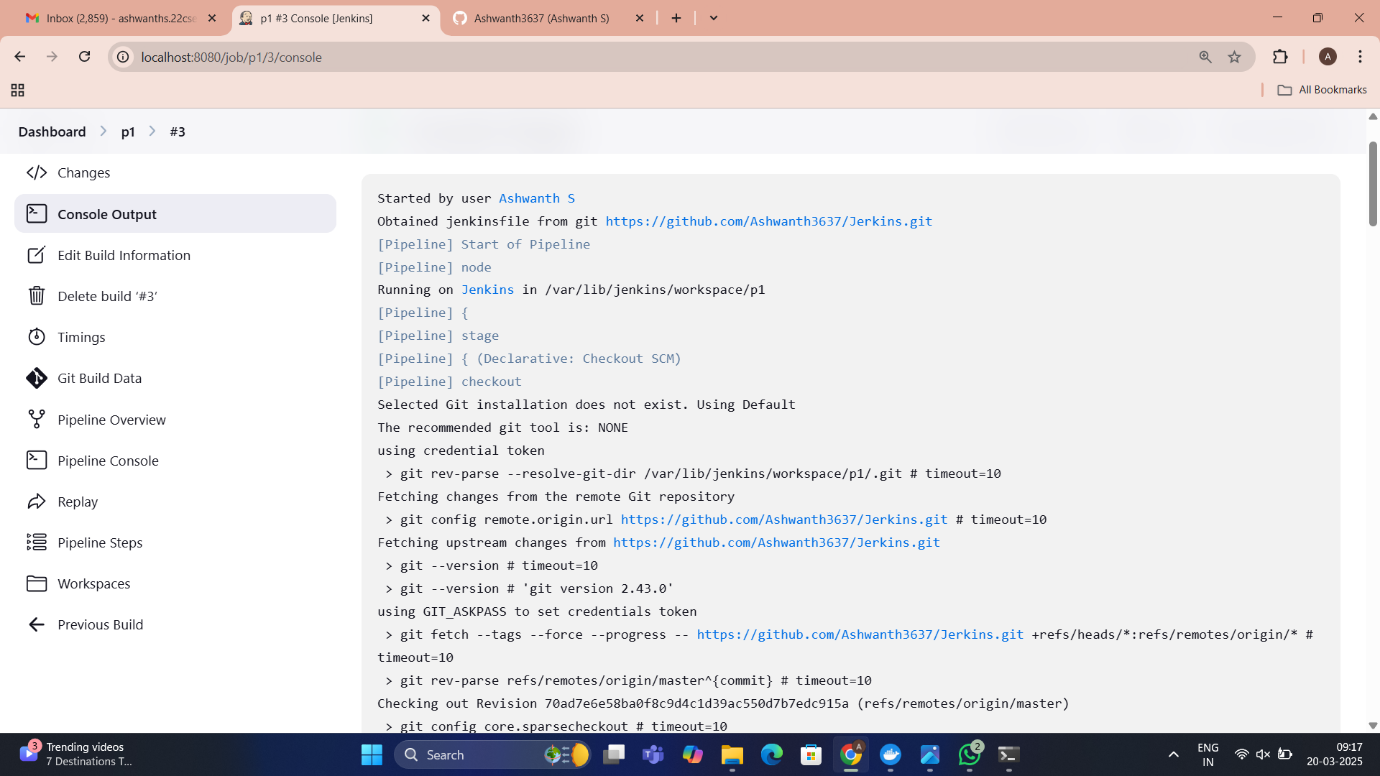 Inbox (2,859) - ashwanths.22cse
p1 #3 Console [Jenkins]
Ashwanth3637 (Ashwanth S)
localhost:8080/job/p1/3/console
A
All Bookmarks
Dashboard
p1
#3
Changes
Console Output
Edit Build Information
Delete build ‘#3’
Timings
Git Build Data
Pipeline Overview
Pipeline Console
Replay
Pipeline Steps
Workspaces
Previous Build
Started by user Ashwanth S
Obtained jenkinsfile from git https://github.com/Ashwanth3637/Jerkins.git
[Pipeline] Start of Pipeline
[Pipeline] node
Running on Jenkins in /var/lib/jenkins/workspace/p1
[Pipeline] {
[Pipeline] stage
[Pipeline] { (Declarative: Checkout SCM)
[Pipeline] checkout
Selected Git installation does not exist. Using Default
The recommended git tool is: NONE
using credential token
> git rev-parse --resolve-git-dir /var/lib/jenkins/workspace/p1/.git # timeout=10
Fetching changes from the remote Git repository
> git config remote.origin.url https://github.com/Ashwanth3637/Jerkins.git # timeout=10
Fetching upstream changes from https://github.com/Ashwanth3637/Jerkins.git
> git --version # timeout=10
> git --version # 'git version 2.43.0'
using GIT_ASKPASS to set credentials token
> git fetch --tags --force --progress -- https://github.com/Ashwanth3637/Jerkins.git +refs/heads/*:refs/remotes/origin/* #
timeout=10
> git rev-parse refs/remotes/origin/master^{commit} # timeout=10
Checking out Revision 70ad7e6e58ba0f8c9d4c1d39ac550d7b7edc915a (refs/remotes/origin/master)
> git config core.sparsecheckout # timeout=10
3
Trending videos
7 Destinations T...
Search
A
2
ENG
IN
09:17
20-03-2025